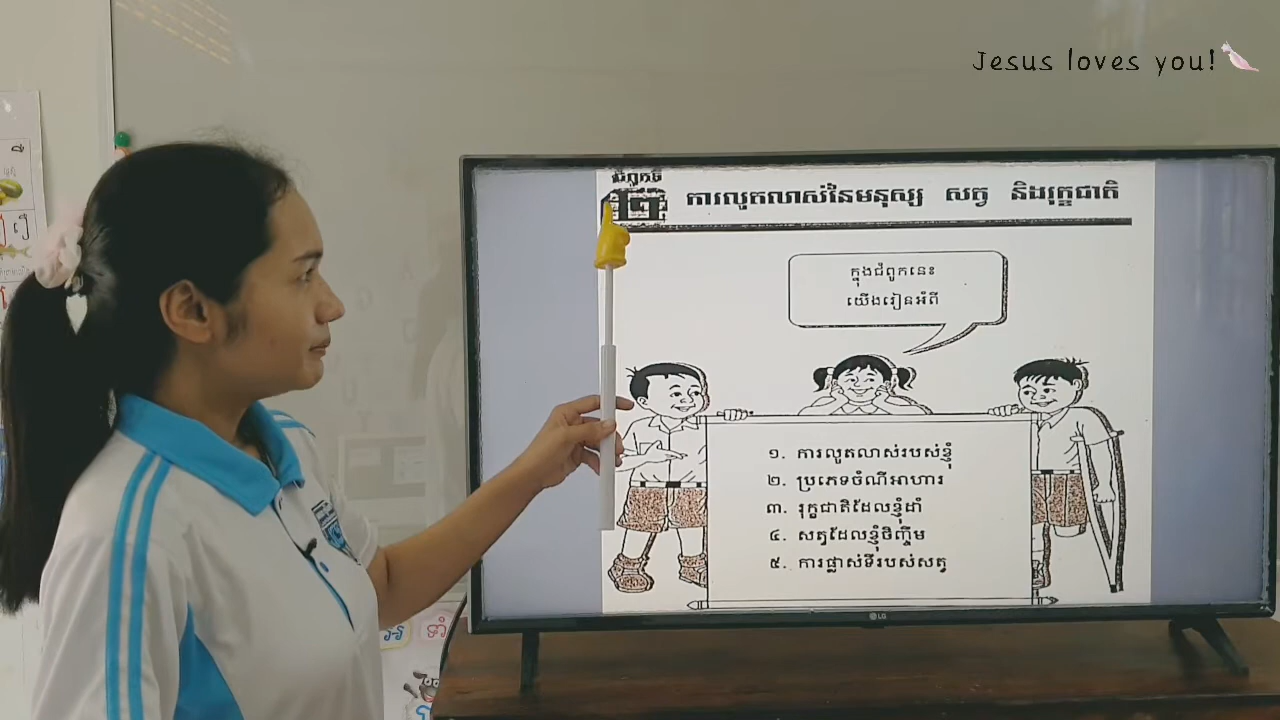 Jesus loves you!
ជំពូកទី
១២
ការលូតលាស់នៃមនុស្ស សត្វ និងរុក្ខជាតិ
ក្នុងជំពូកនេះ
យើងរៀនអំពី
១. ការលូតលាស់របស់ខ្ញុំ
២. ប្រភេទចំណីអាហារ
៣. រុក្ខជាតិដែលខ្ញុំដាំ
៤. សត្វដែលខ្ញុំចិញ្ចឹម
៥. ការផ្លាស់ទីរបស់សត្វ
LG